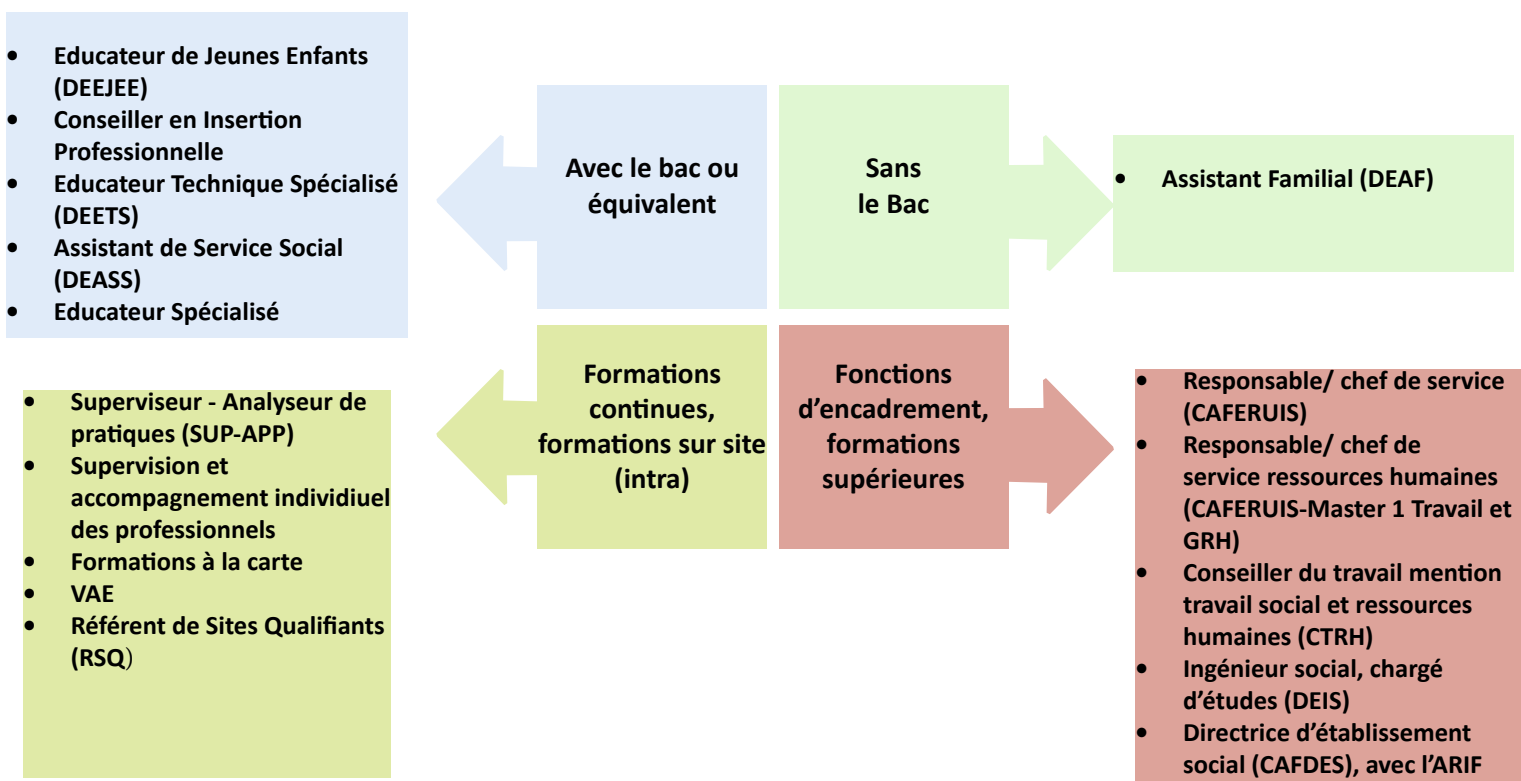 • Educateur de Jeunes Enfants
(DEEJEE)
• Conseiller en Insertion
Professionnelle
• Educateur Technique Spécialisé
(DEETS)
• Assistant de Service Social
(DEASS)
• Educateur Spécialisé
Avec le bac ou
équivalent
Sans
le Bac
• Assistant Familial (DEAF)
• Superviseur - Analyseur de
pratiques (SUP-APP)
• Supervision et
accompagnement individiuel
des professionnels
• Formations à la carte
• VAE
• Référent de Sites Qualifiants
(RSQ)
Formations
continues,
formations sur site
(intra)
Fonctions
d’encadrement,
formations
supérieures
• Responsable/ chef de service
(CAFERUIS)
• Responsable/ chef de
service ressources humaines
(CAFERUIS-Master 1 Travail et
GRH)
• Conseiller du travail mention
travail social et ressources
humaines (CTRH)
• Ingénieur social, chargé
d’études (DEIS)
• Directrice d’établissement
social (CAFDES), avec l’ARIF